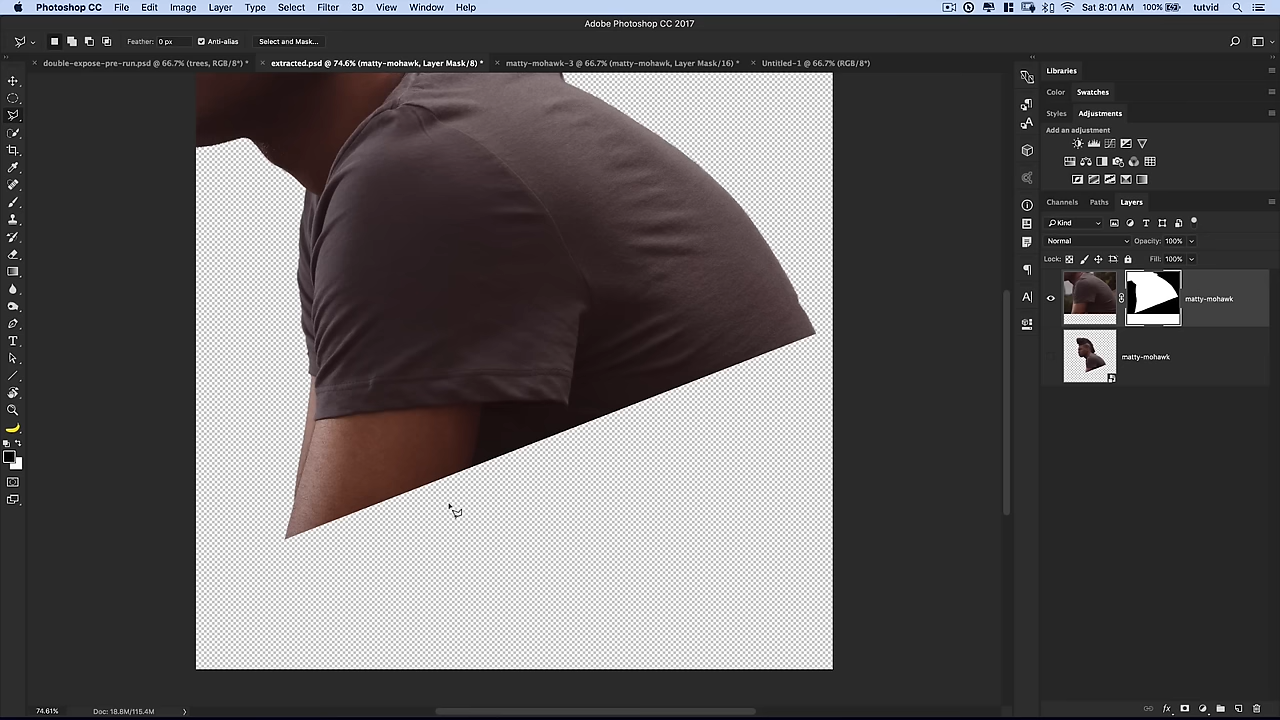 Photoshop CC File Edit Image Layer Type Select Filter 3D View Window Help 100% Sat 8:01 AM tutvid
Adobe Photoshop CC 2017
Feather: 0 px Anti-alias Select and Mask...
double-expose-pre-run.psd @ 66.7% (trees, RGB/8*) * extracted.psd @ 74.6% (matty-mohawk, Layer Mask/8) * matty-mohawk-3 @ 66.7% (matty-mohawk, Layer Mask/16) * Untitled-1 @ 66.7% (RGB/8*)
Libraries
Color Swatches
Styles Adjustments
Add an adjustment
Channels Paths Layers
Kind
Normal Opacity: 100%
Lock: Fill: 100%
matty-mohawk
matty-mohawk
74.61% Doc: 18.8M/115.4M